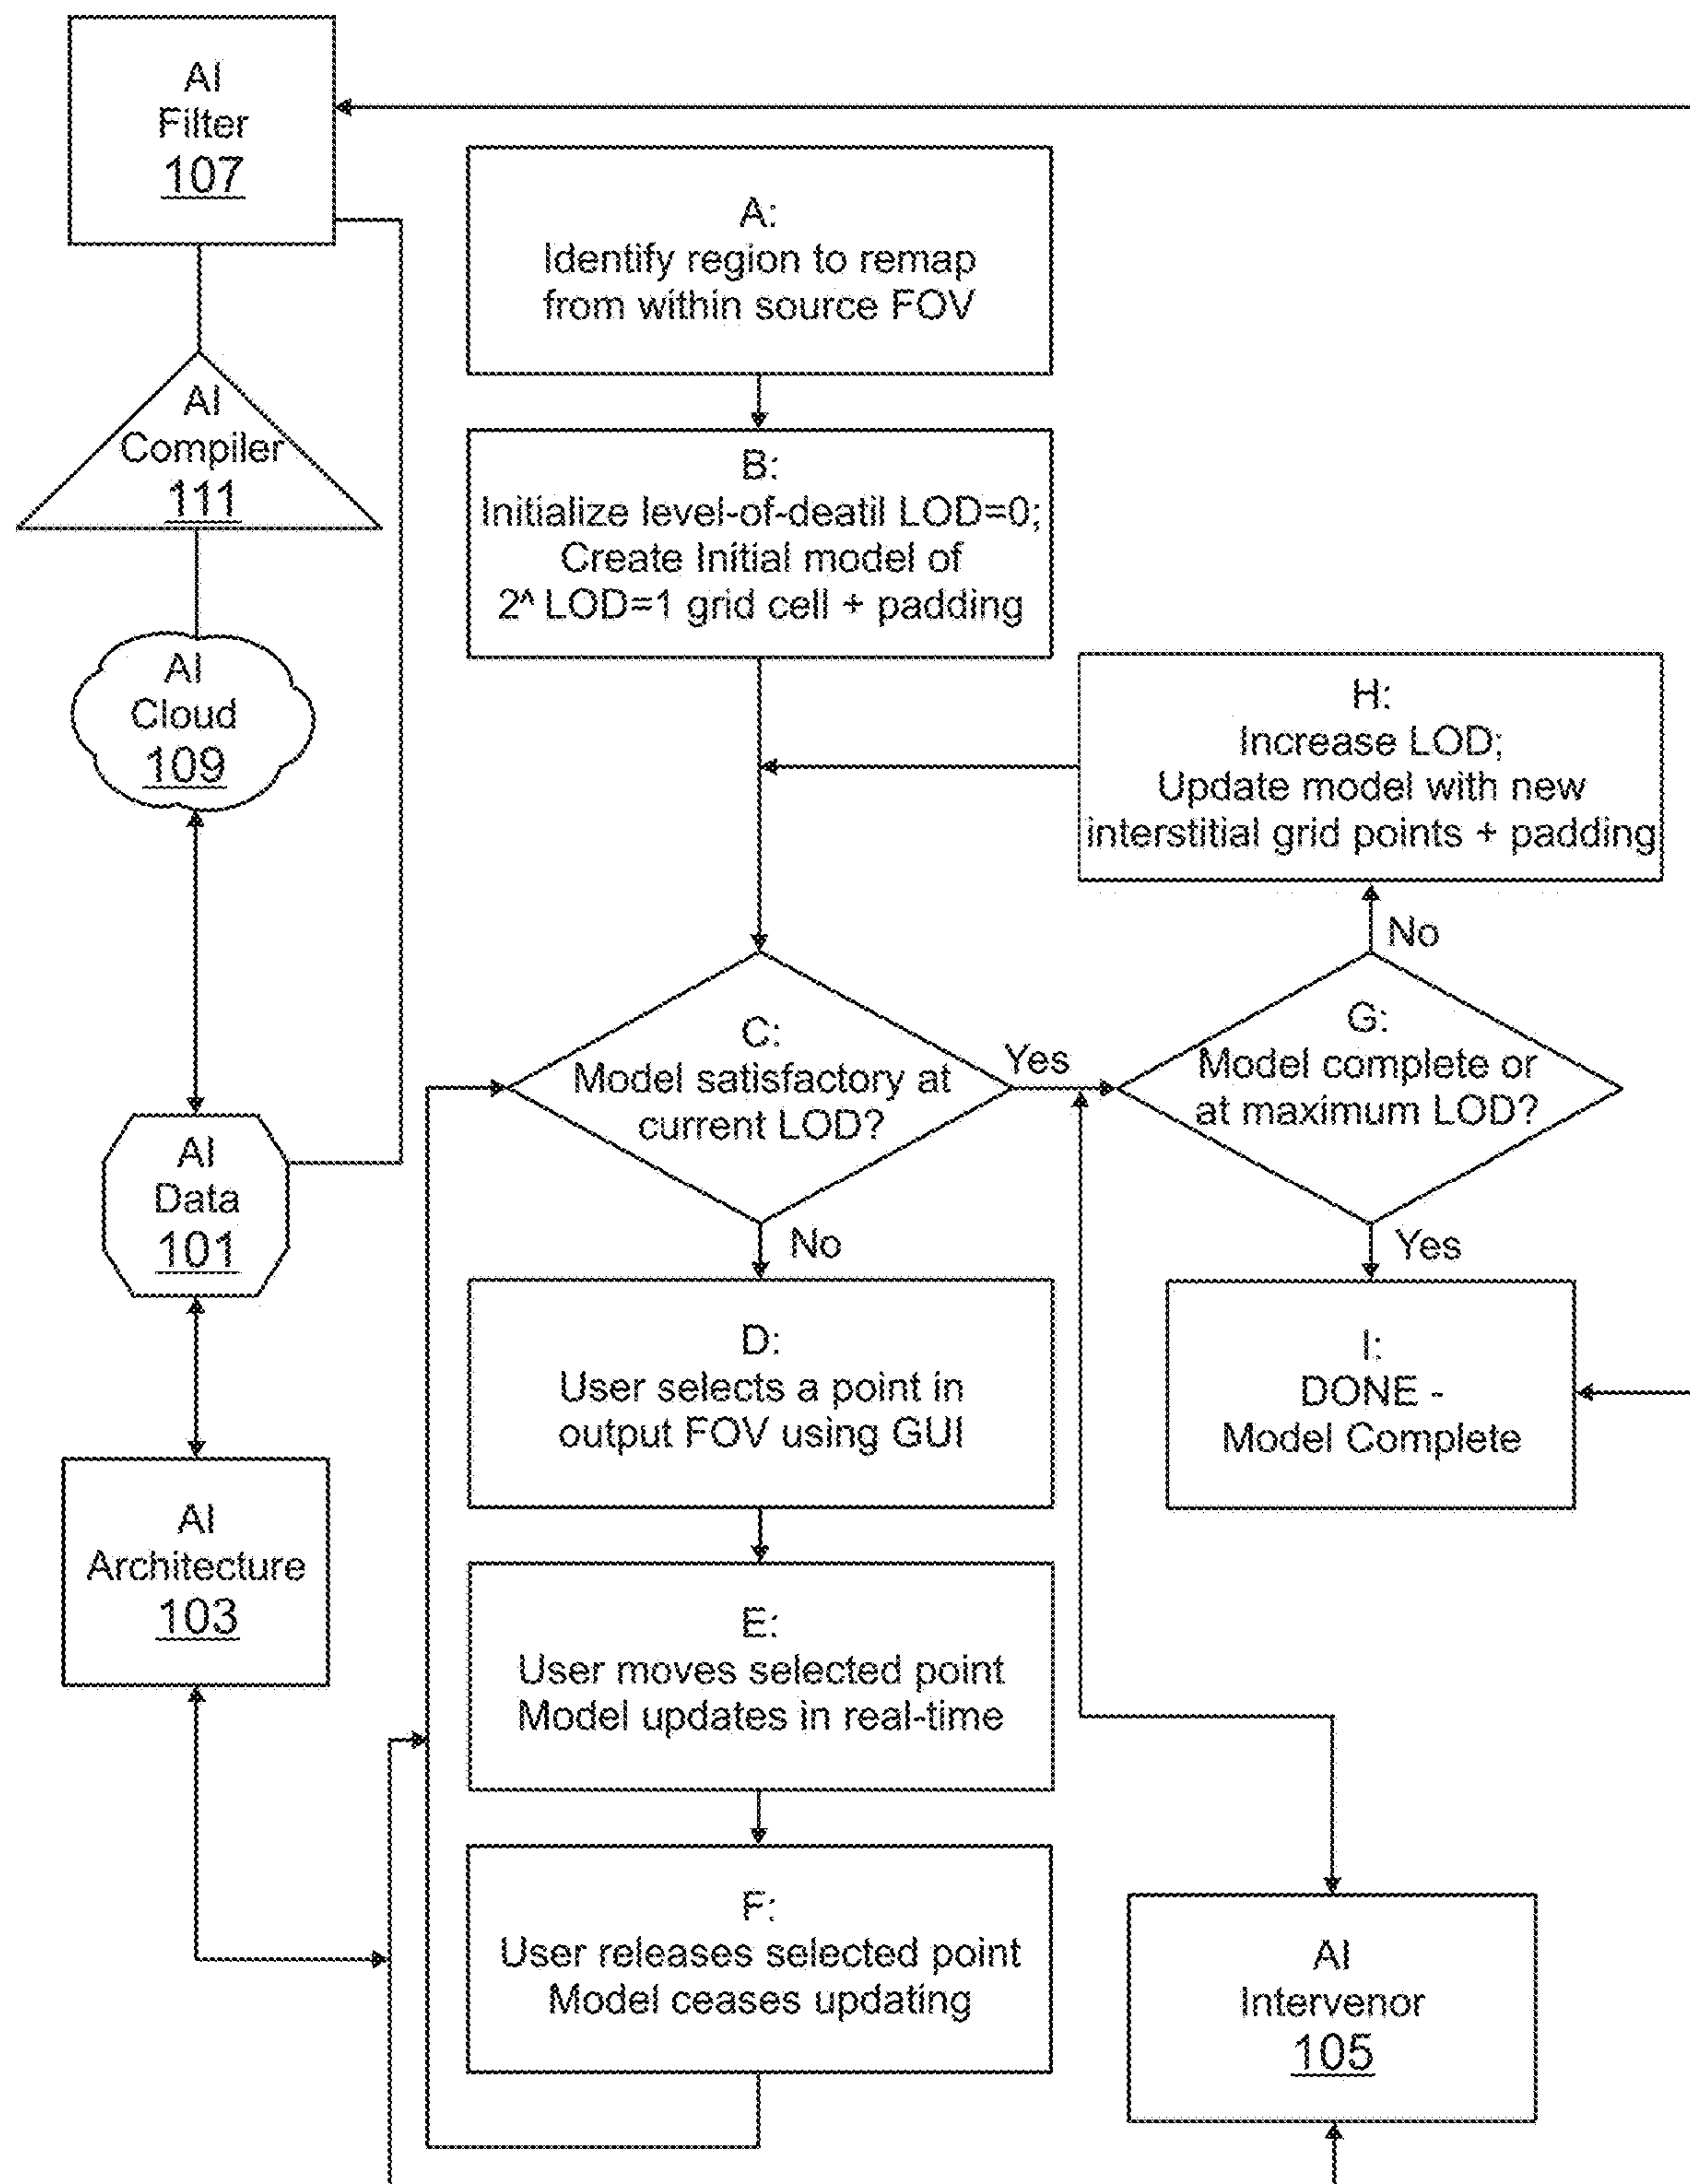 AI
Filter
107
A:
Identify region to remap
from within source FOV
AI
Compiler
111
B:
Initialize level-of-deatil LOD=0;
Create Initial model of
2^ LOD=1 grid cell + padding
AI
Cloud
109
H:
Increase LOD;
Update model with new
interstitial grid points + padding
No
C:
Model satisfactory at
current LOD?
Yes
G:
Model complete or
at maximum LOD?
AI
Data
101
No
Yes
D:
User selects a point in
output FOV using GUI
I:
DONE -
Model Complete
AI
Architecture
103
E:
User moves selected point
Model updates in real-time
F:
User releases selected point
Model ceases updating
AI
Intervenor
105